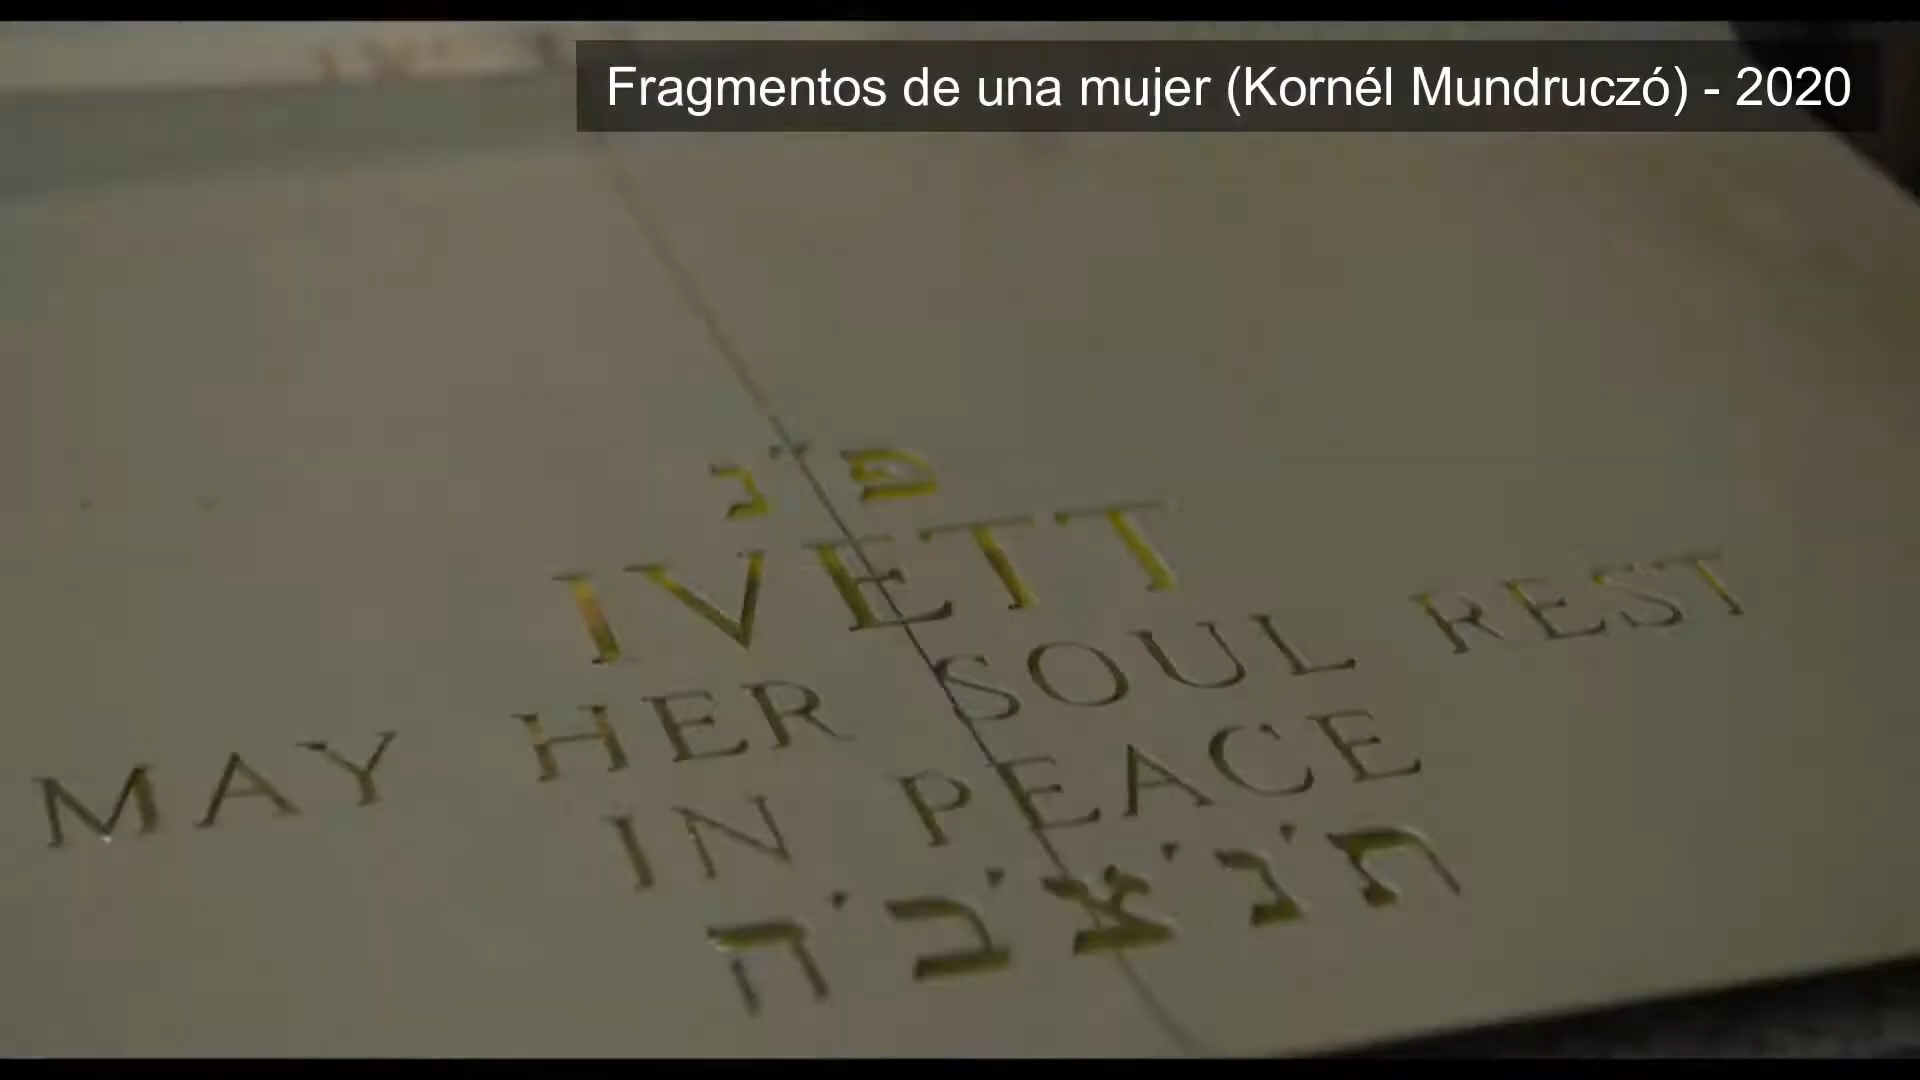 Fragmentos de una mujer (Kornél Mundruczó) - 2020
פ"נ
IVETT
MAY HER SOUL REST
IN PEACE
ת'נ'צ'ב'ה